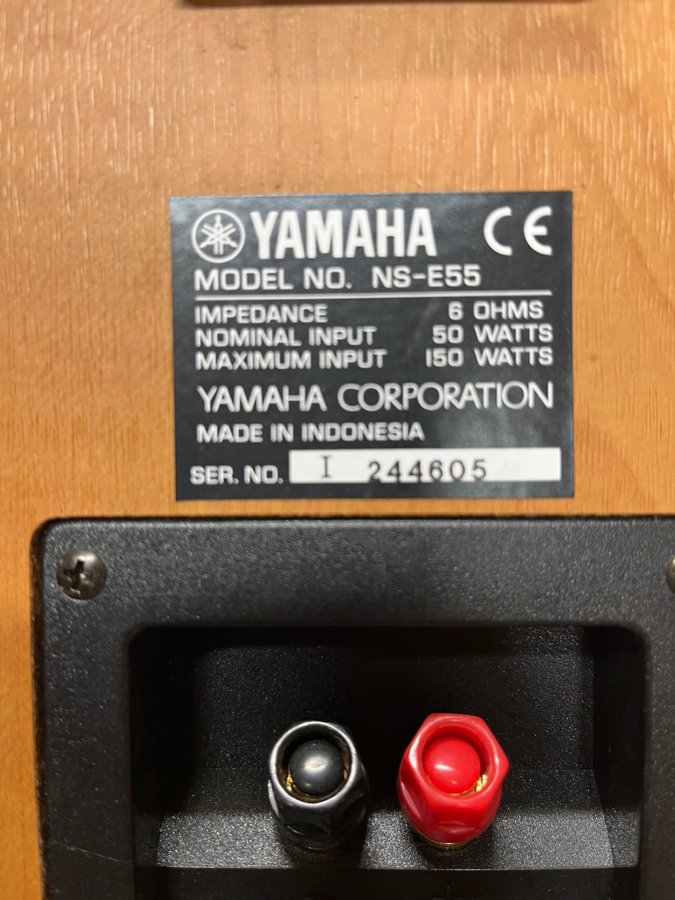 YAMAHA CE
MODEL NO. NS-E55
IMPEDANCE 6 OHMS
NOMINAL INPUT 50 WATTS
MAXIMUM INPUT 150 WATTS
YAMAHA CORPORATION
MADE IN INDONESIA
SER. NO. I 244605